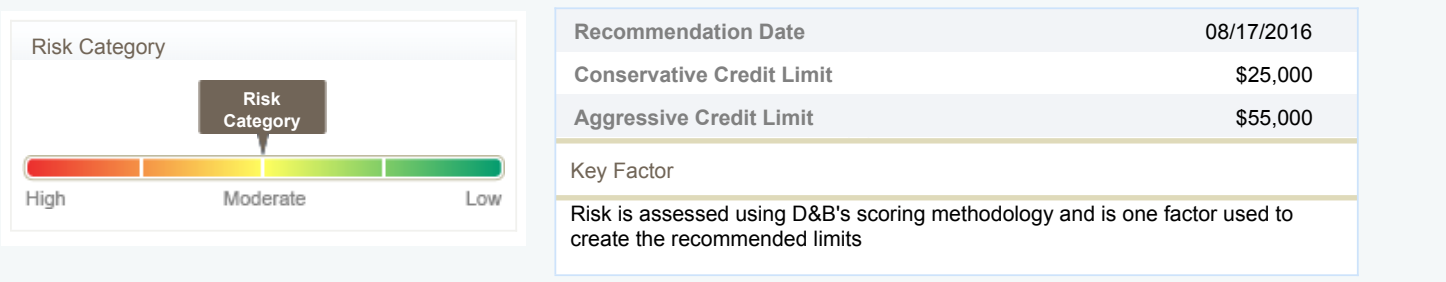 Risk Category
Risk
Category
High Moderate Low
Recommendation Date 08/17/2016
Conservative Credit Limit $25,000
Aggressive Credit Limit $55,000
Key Factor
Risk is assessed using D&B's scoring methodology and is one factor used to
create the recommended limits